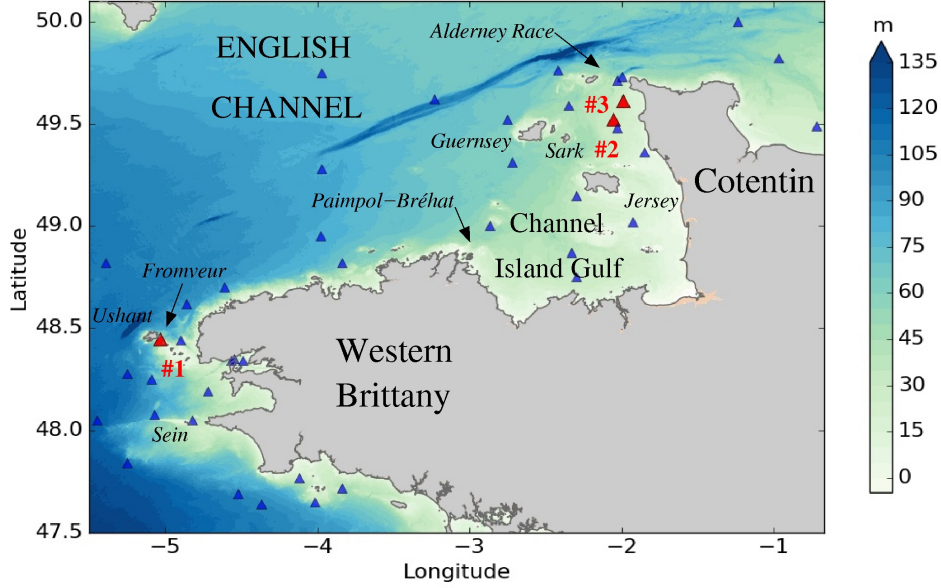 m
50.0
ENGLISH
CHANNEL
Alderney Race
135
120
49.5
#3
#2
Guernsey
Sark
105
Cotentin
90
Paimpol−Bréhat
Jersey
49.0
Channel
Island Gulf
75
60
Fromveur
Ushant
48.5
#1
45
Western
Brittany
30
48.0
Sein
15
0
47.5
−5
−4
−3
−2
−1
Latitude
Longitude